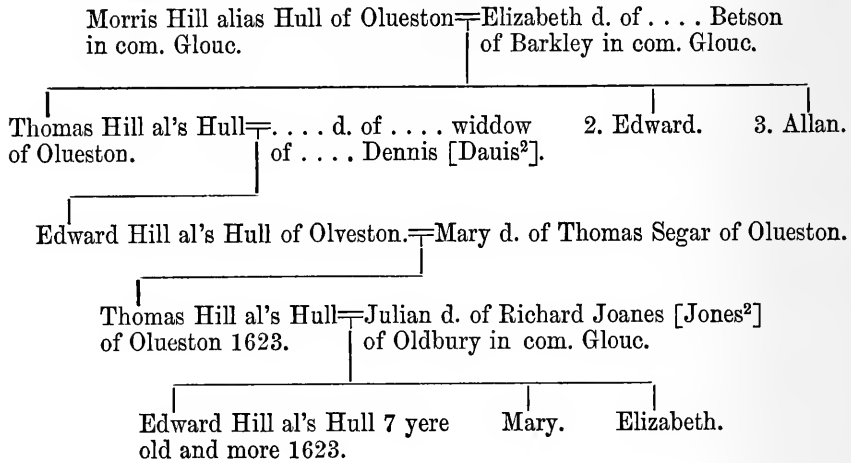 Morris Hill alias Hull of Olueston Elizabeth d. of . . . . Betson
in com. Glouc. of Barkley in com. Glouc.
Thomas Hill al's Hull . . . . d. of . . . . widdow 2. Edward. 3. Allan.
of Olueston. of . . . . Dennis [Dauis²].
Edward Hill al's Hull of Olveston. Mary d. of Thomas Segar of Olueston.
Thomas Hill al's Hull Julian d. of Richard Joanes [Jones²]
of Olueston 1623. of Oldbury in com. Glouc.
Edward Hill al's Hull 7 yere Mary. Elizabeth.
old and more 1623.